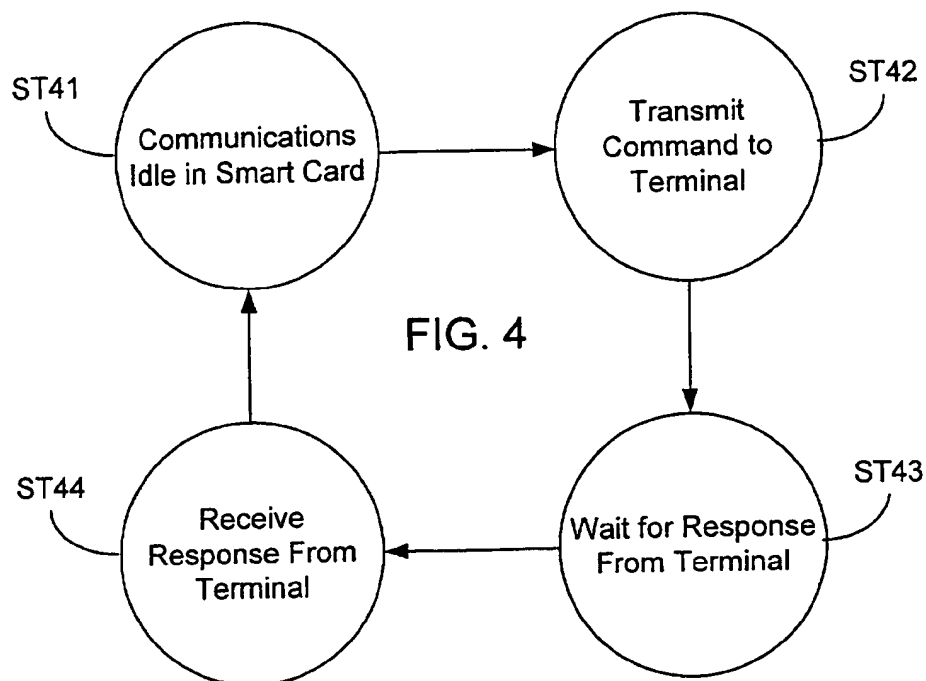 ST41
Communications
Idle in Smart Card
Transmit
Command to
Terminal
ST42
FIG. 4
ST44
Receive
Response From
Terminal
Wait for Response
From Terminal
ST43